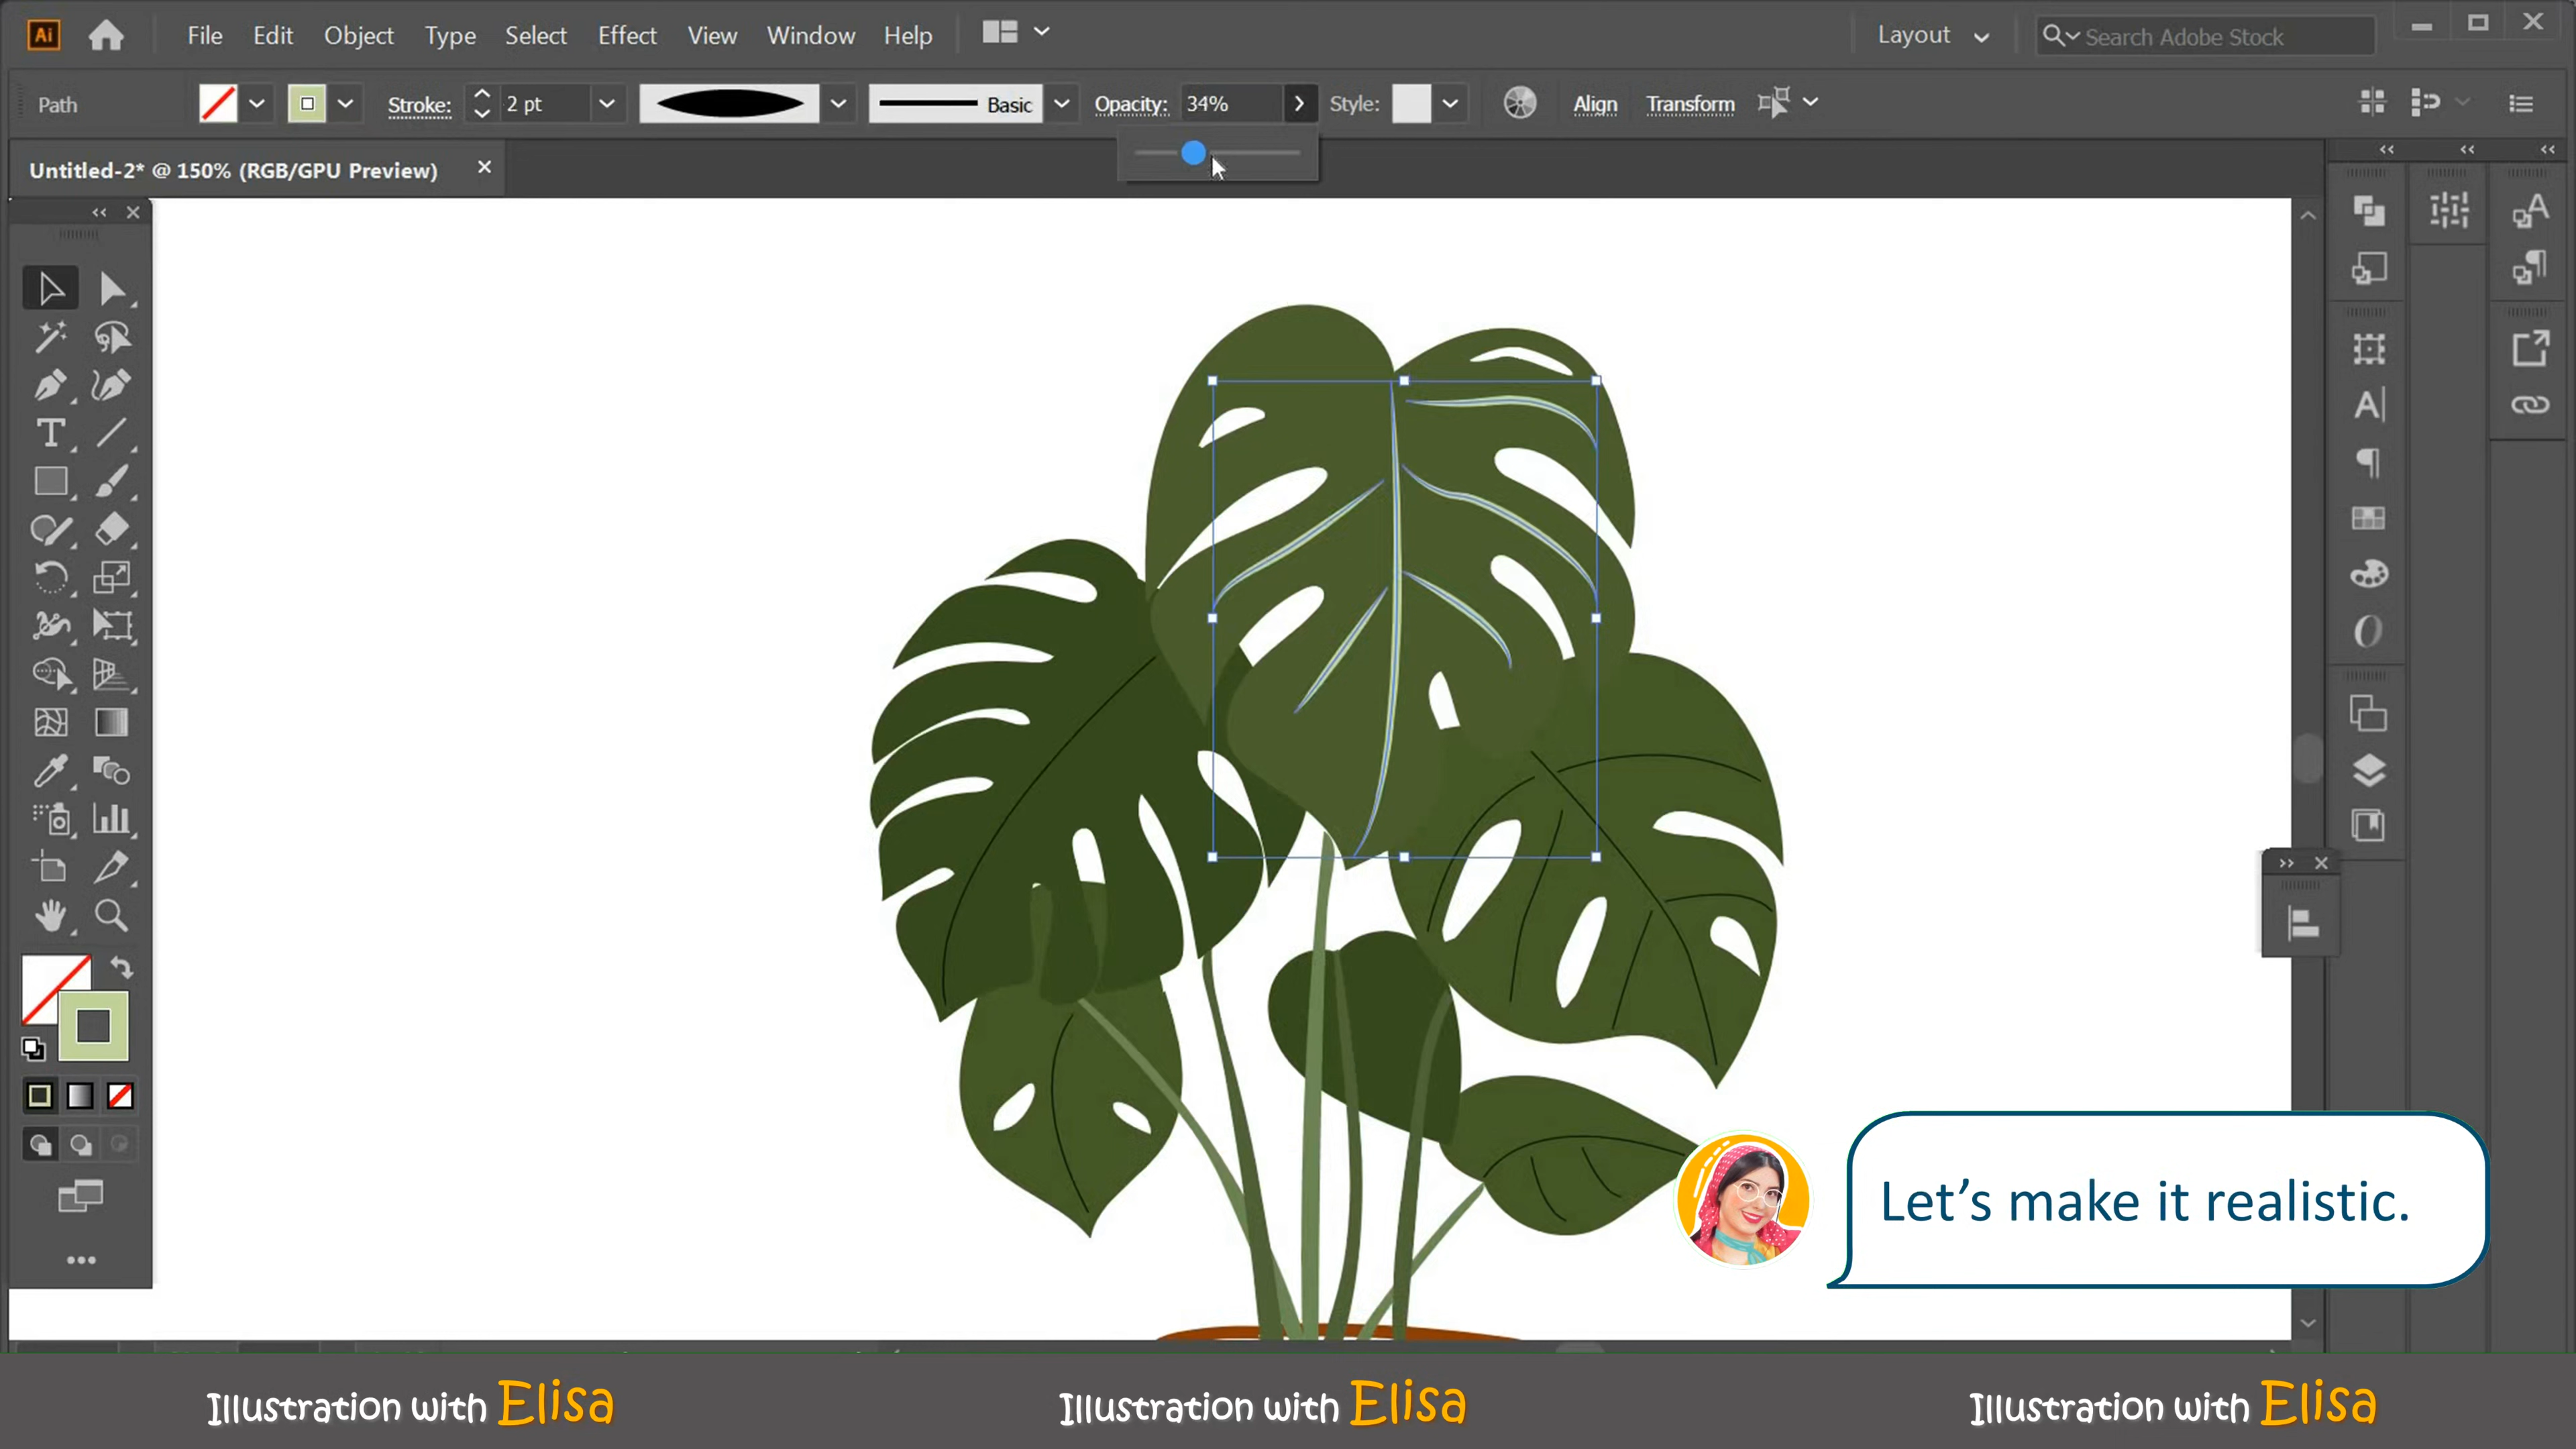 Ai File Edit Object Type Select Effect View Window Help Layout Search Adobe Stock
Path Stroke: 2 pt Basic Opacity: 34% Style: Align Transform
Untitled-2* @ 150% (RGB/GPU Preview)
Let's make it realistic.
Illustration with Elisa Illustration with Elisa Illustration with Elisa